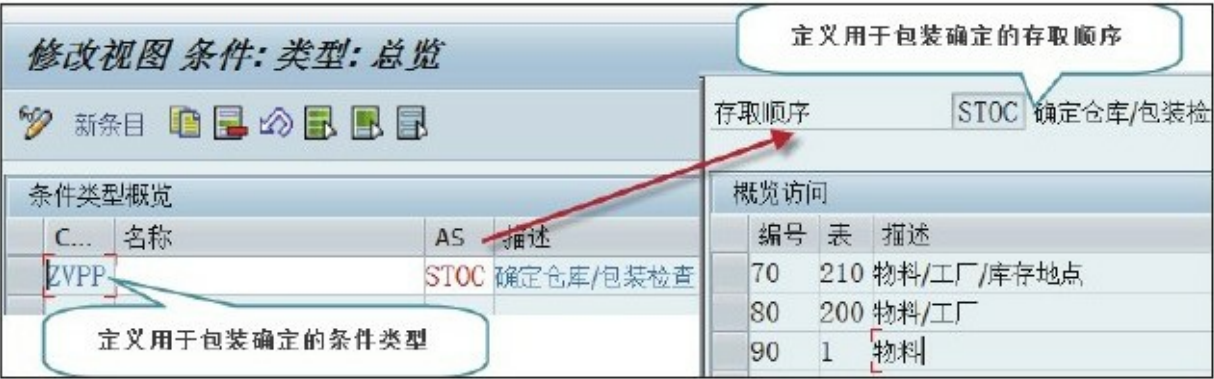 修改视图 条件: 类型: 总览
新条目
条件类型概览
C... 名称 AS 描述
ZVPP STOC 确定仓库/包装检查
定义用于包装确定的条件类型
定义用于包装确定的存取顺序
存取顺序 STOC 确定仓库/包装检
概览访问
编号 表 描述
70 210 物料/工厂/库存地点
80 200 物料/工厂
90 1 物料